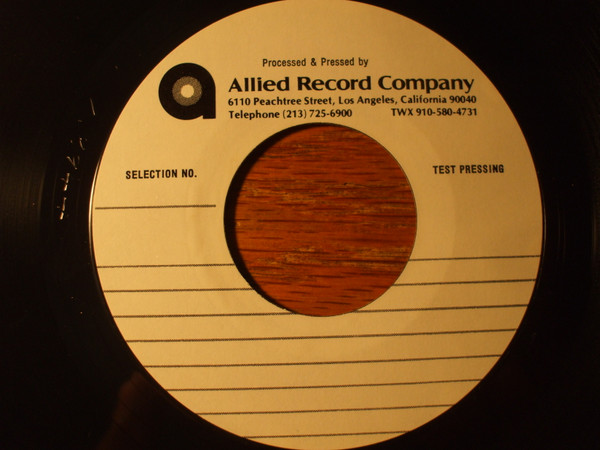 Processed & Pressed by
Allied Record Company
6110 Peachtree Street, Los Angeles, California 90040
Telephone (213) 725-6900 TWX 910-580-4731
SELECTION NO. TEST PRESSING